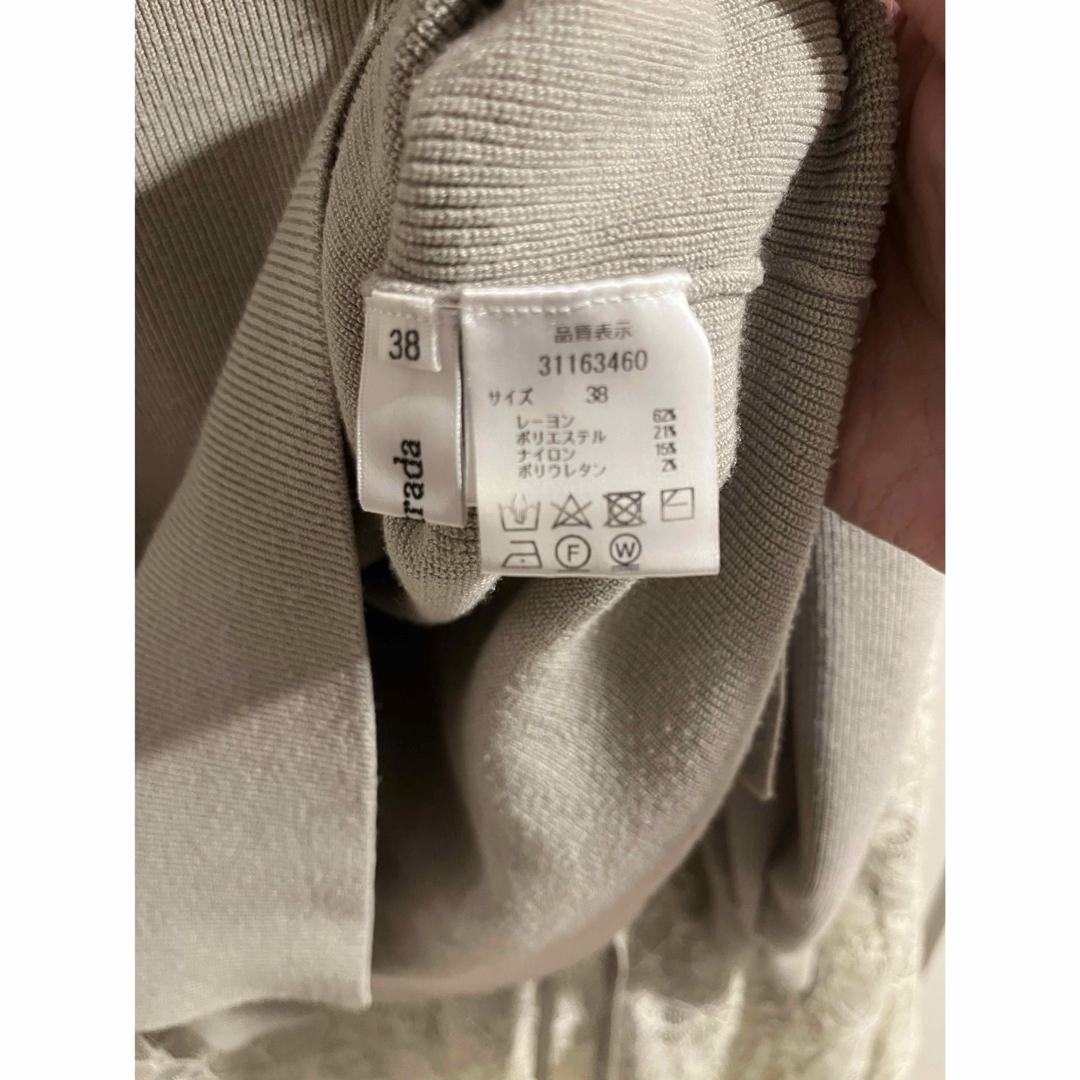 38
rada
品質表示
31163460
サイズ 38
レーヨン 62%
ポリエステル 21%
ナイロン 15%
ポリウレタン 2%
F W